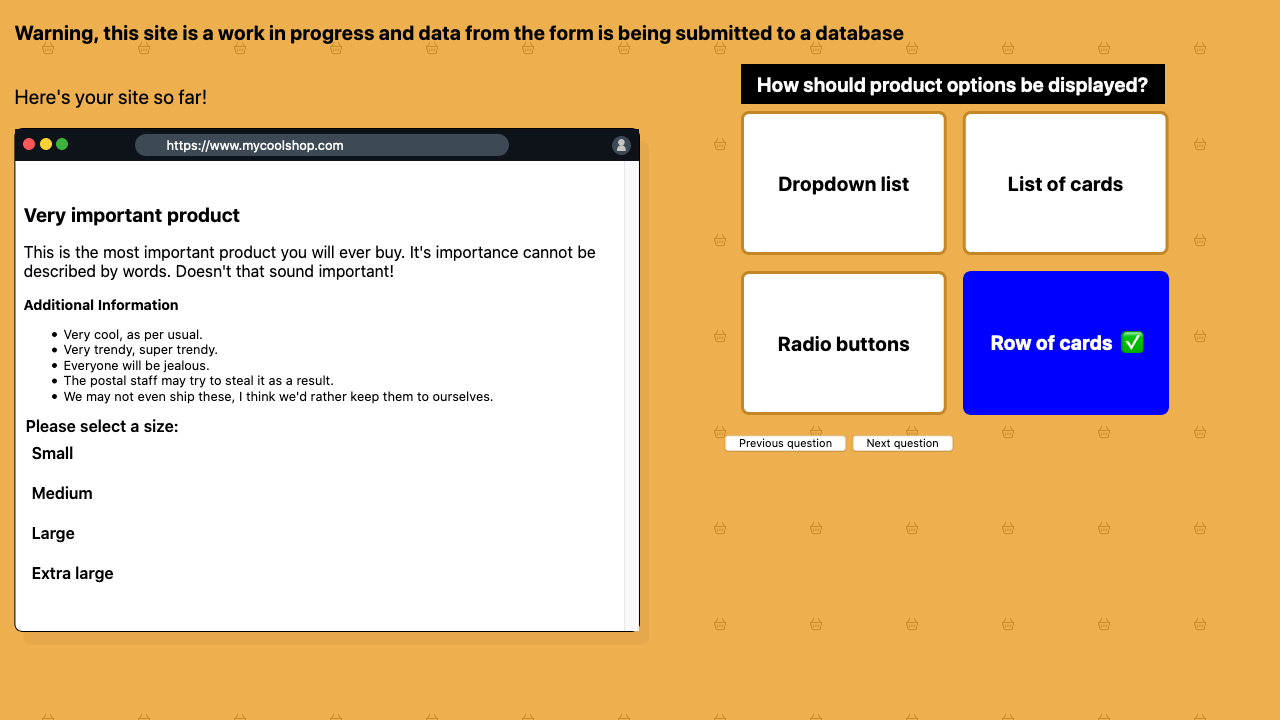 Warning, this site is a work in progress and data from the form is being submitted to a database
Here's your site so far!
https://www.mycoolshop.com
Very important product
This is the most important product you will ever buy. It's importance cannot be
described by words. Doesn't that sound important!
Additional Information
Very cool, as per usual.
Very trendy, super trendy.
Everyone will be jealous.
The postal staff may try to steal it as a result.
We may not even ship these, I think we'd rather keep them to ourselves.
Please select a size:
Small
Medium
Large
Extra large
How should product options be displayed?
Dropdown list
List of cards
Radio buttons
Row of cards ✅
Previous question
Next question